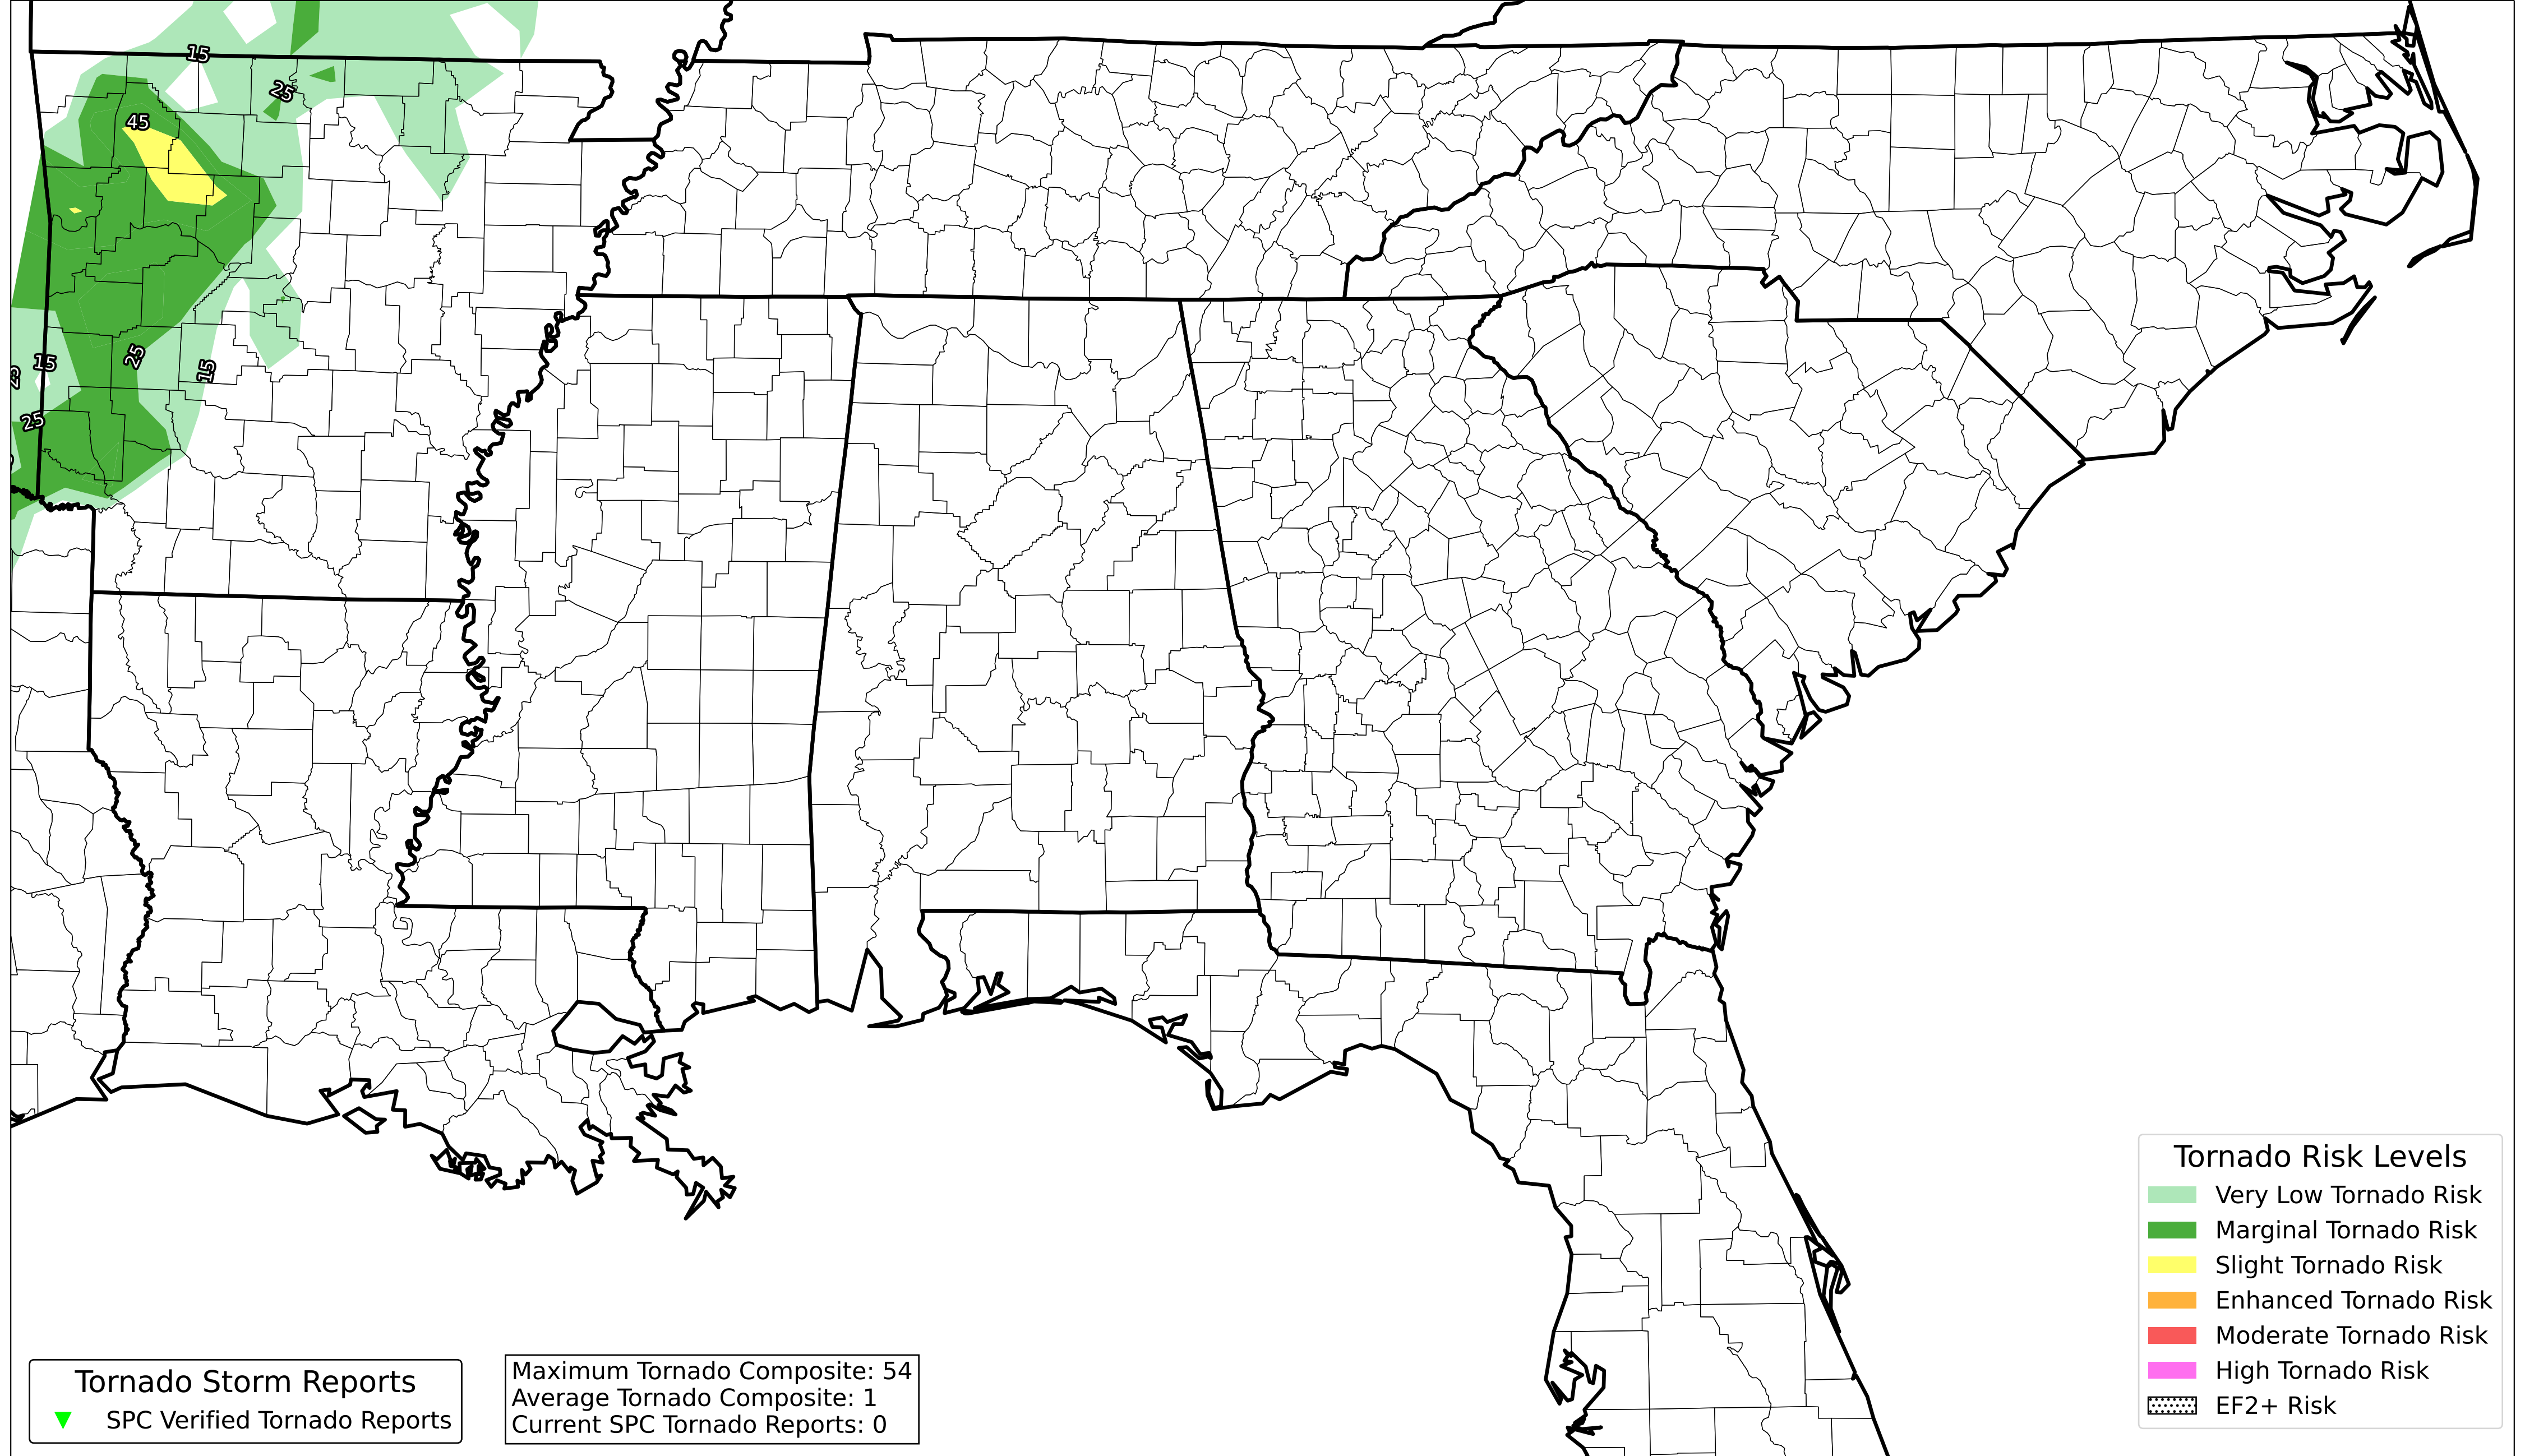 15
25
45
25
15
15
25
Tornado Risk Levels
Very Low Tornado Risk
Marginal Tornado Risk
Slight Tornado Risk
Enhanced Tornado Risk
Moderate Tornado Risk
High Tornado Risk
EF2+ Risk
Tornado Storm Reports
SPC Verified Tornado Reports
Maximum Tornado Composite: 54
Average Tornado Composite: 1
Current SPC Tornado Reports: 0